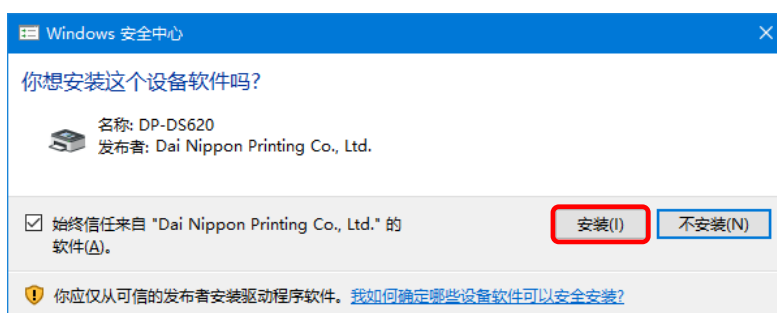 Windows 安全中心
你想安装这个设备软件吗?
名称: DP-DS620
发布者: Dai Nippon Printing Co., Ltd.
始终信任来自 "Dai Nippon Printing Co., Ltd." 的
软件(A)。
安装(I)
不安装(N)
你应仅从可信的发布者安装驱动程序软件。我如何确定哪些设备软件可以安全安装?